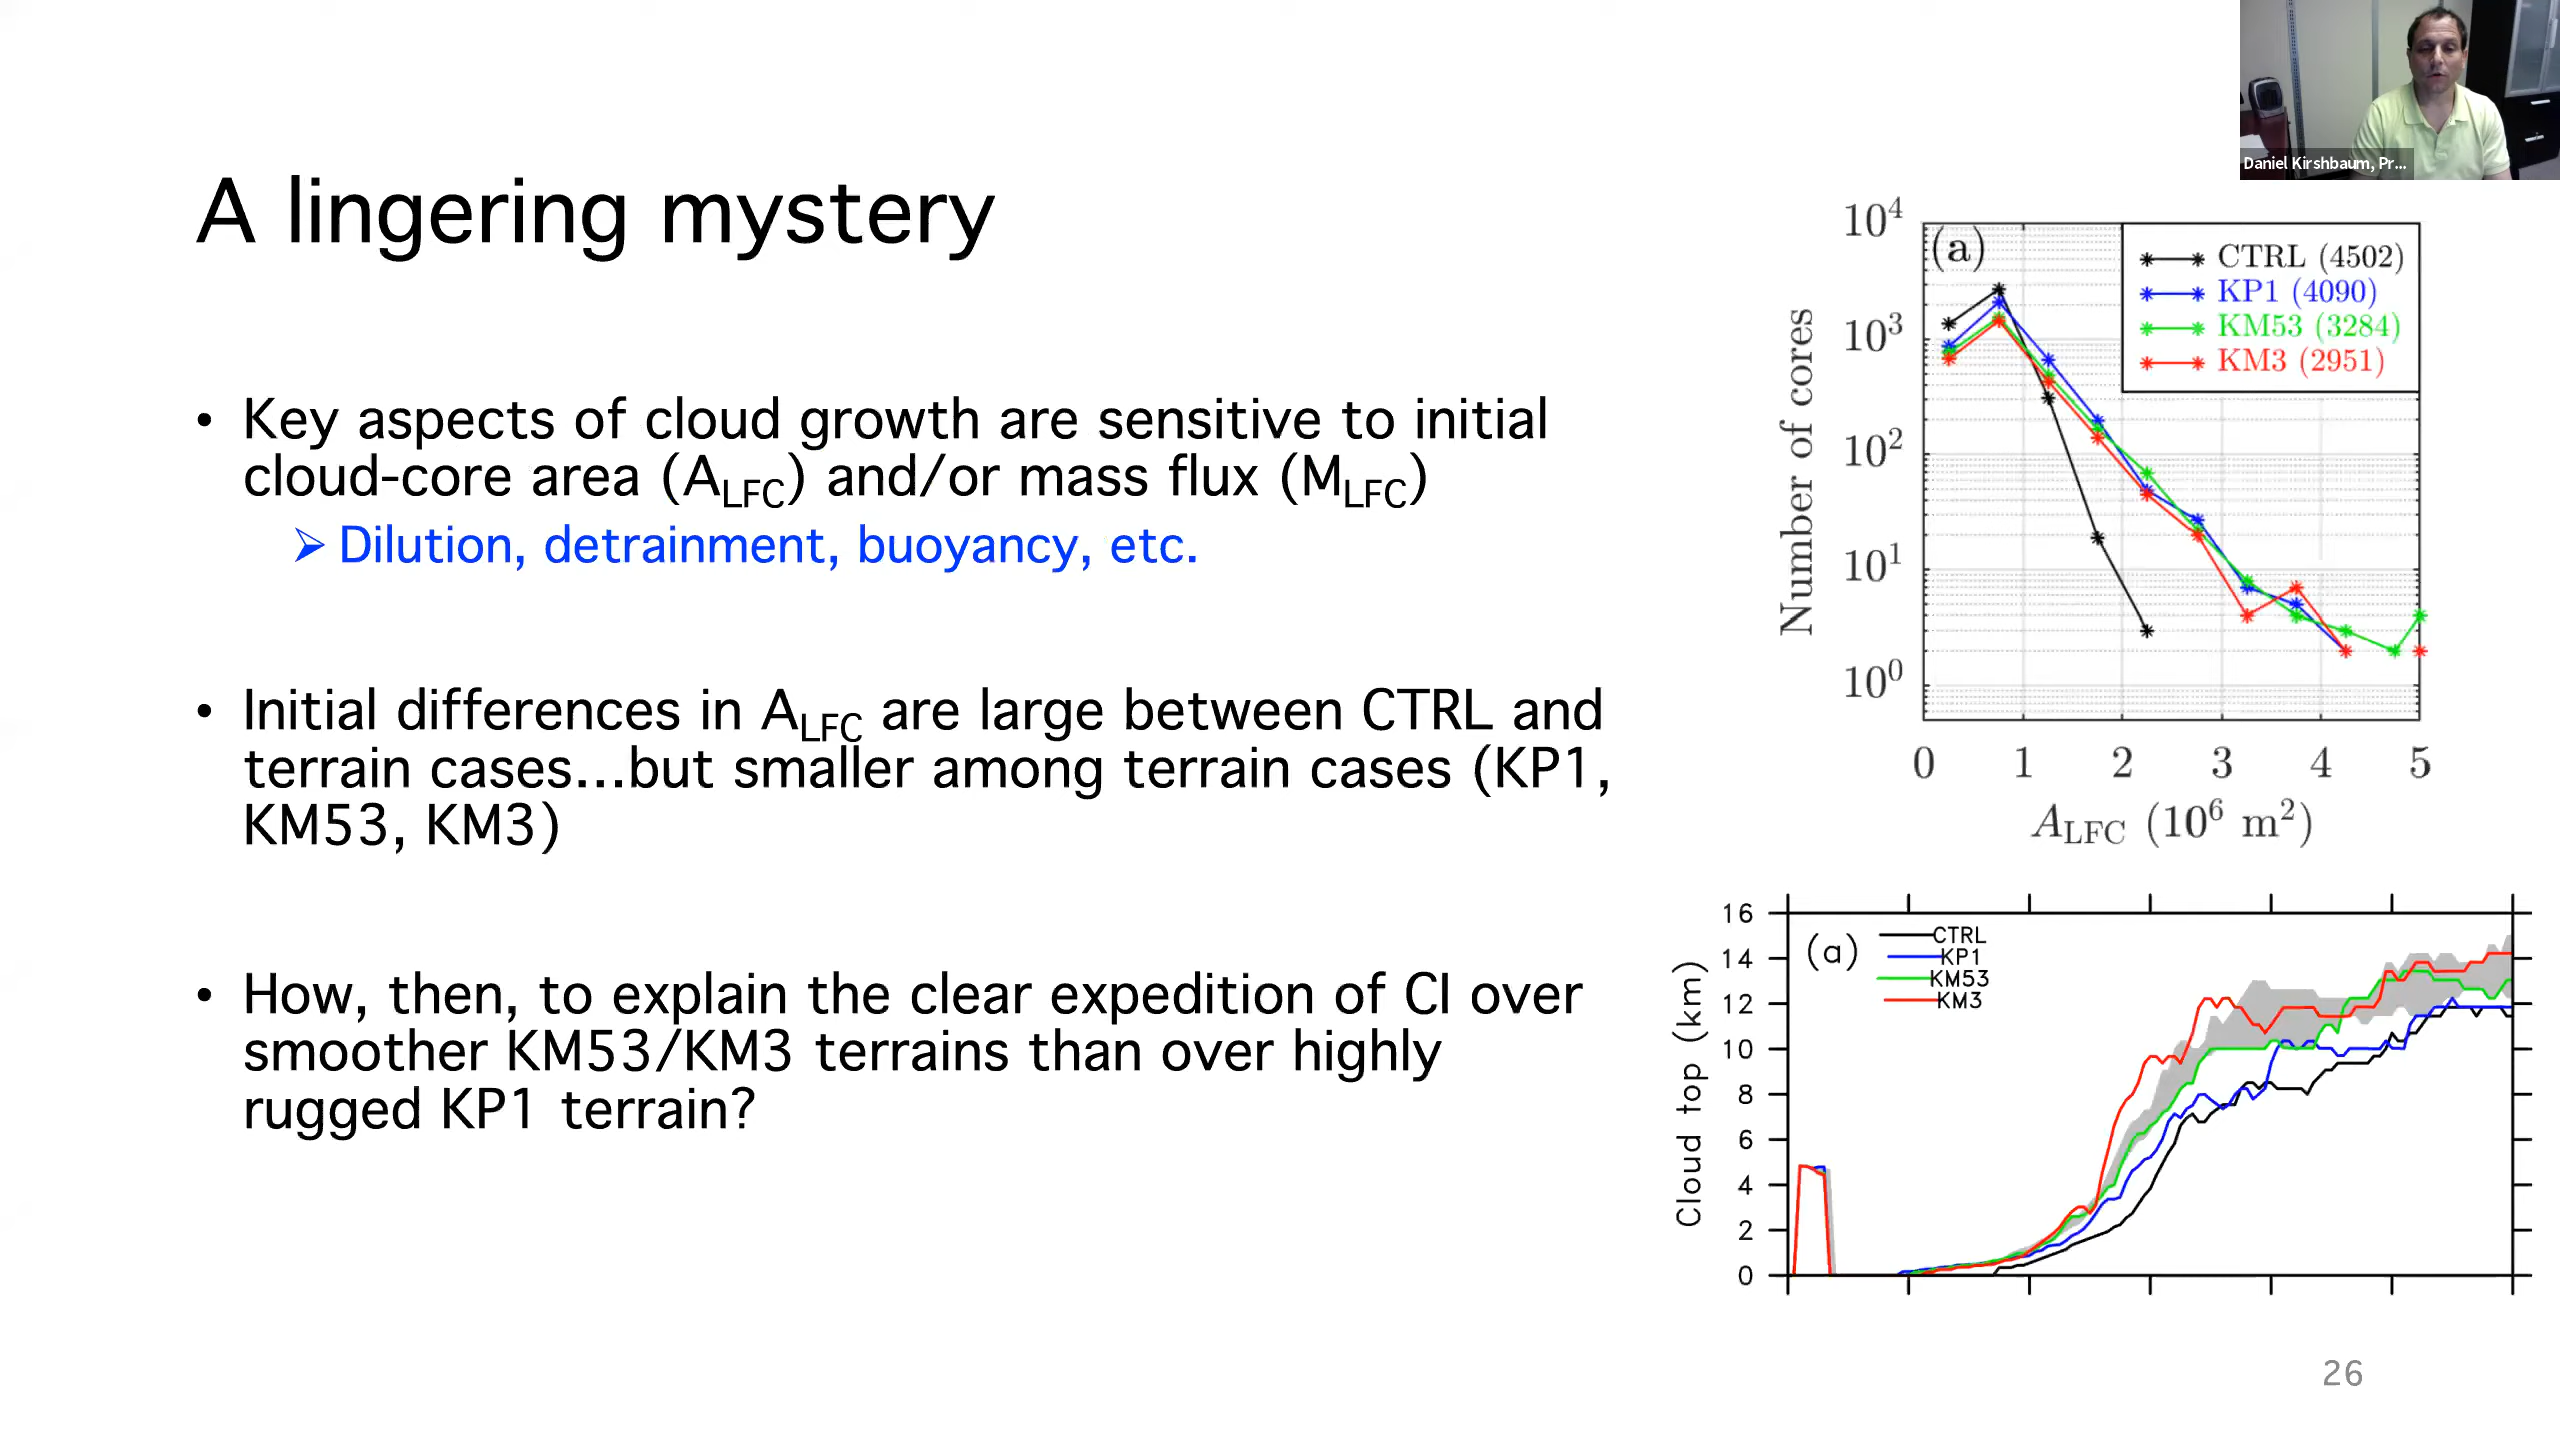 Daniel Kirshbaum, Pr...
A lingering mystery
• Key aspects of cloud growth are sensitive to initial
cloud-core area (A_LFC) and/or mass flux (M_LFC)
➢ Dilution, detrainment, buoyancy, etc.
• Initial differences in A_LFC are large between CTRL and
terrain cases...but smaller among terrain cases (KP1,
KM53, KM3)
• How, then, to explain the clear expedition of CI over
smoother KM53/KM3 terrains than over highly
rugged KP1 terrain?
(a)
CTRL (4502)
KP1 (4090)
KM53 (3284)
KM3 (2951)
Number of cores
10⁴
10³
10²
10¹
10⁰
0 1 2 3 4 5
A_LFC (10⁶ m²)
(a)
CTRL
KP1
KM53
KM3
Cloud top (km)
16
14
12
10
8
6
4
2
0
26